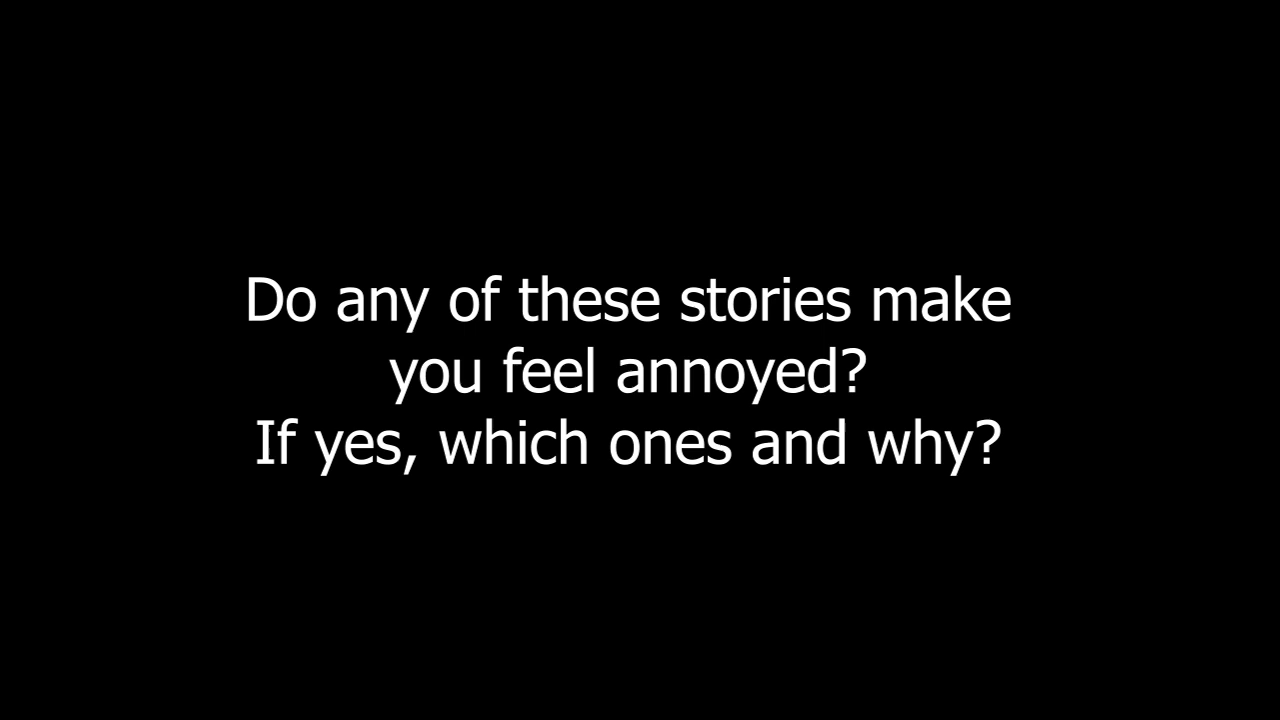 Do any of these stories make
you feel annoyed?
If yes, which ones and why?